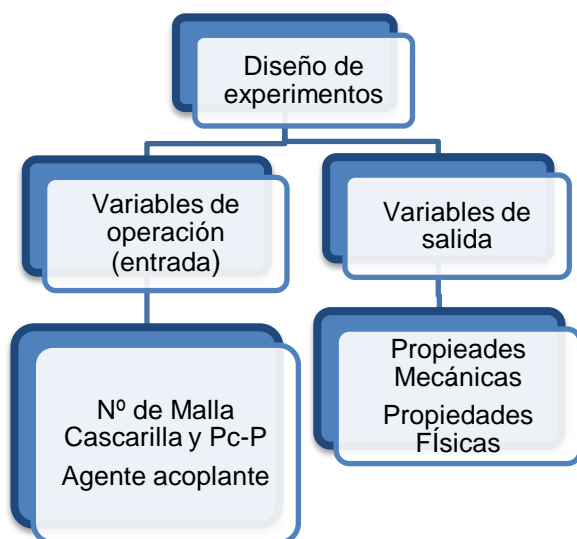 Diseño de
experimentos
Variables de
operación
(entrada)
Variables de
salida
Nº de Malla
Cascarilla y Pc-P
Agente acoplante
Propieades
Mecánicas
Propiedades
FÍsicas